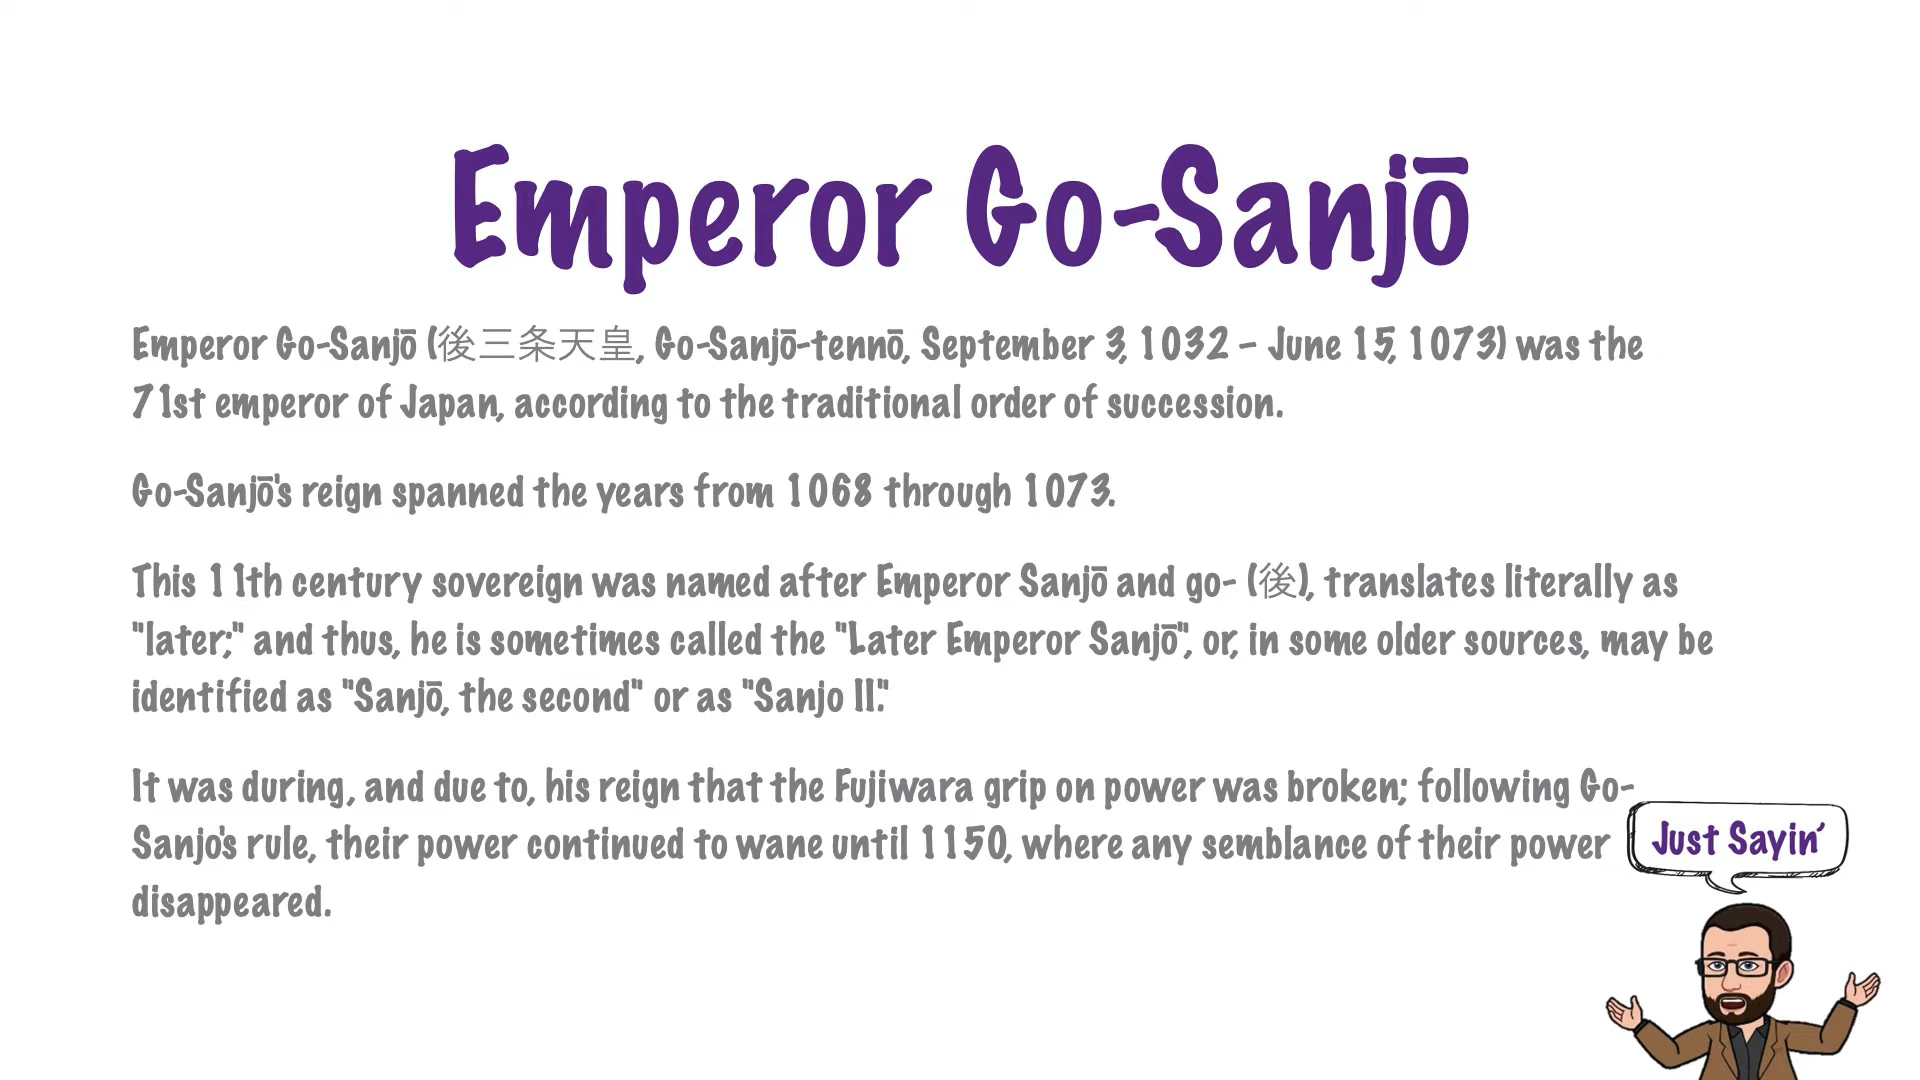 Emperor Go-Sanjō
Emperor Go-Sanjō (後三条天皇, Go-Sanjō-tennō, September 3, 1032 – June 15, 1073) was the
71st emperor of Japan, according to the traditional order of succession.
Go-Sanjō's reign spanned the years from 1068 through 1073.
This 11th century sovereign was named after Emperor Sanjō and go- (後), translates literally as
"later;" and thus, he is sometimes called the "Later Emperor Sanjō", or, in some older sources, may be
identified as "Sanjō, the second" or as "Sanjo II."
It was during, and due to, his reign that the Fujiwara grip on power was broken; following Go-
Sanjo's rule, their power continued to wane until 1150, where any semblance of their power
disappeared.
Just Sayin'